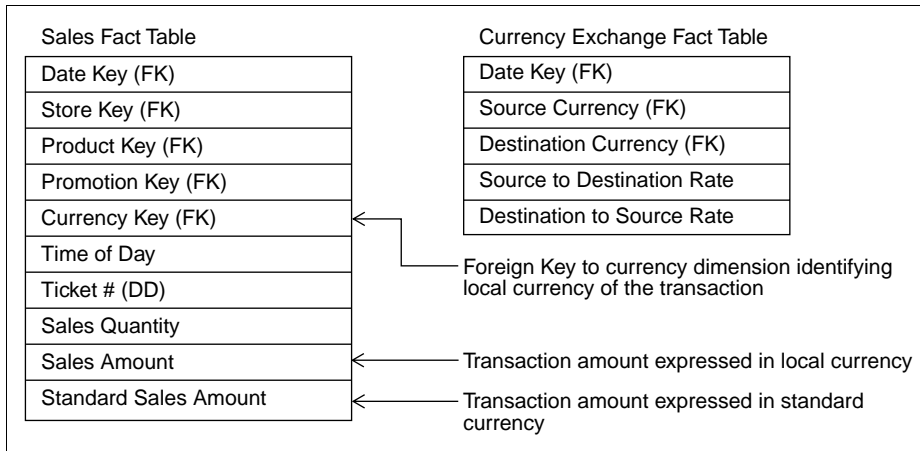 Sales Fact Table
Date Key (FK)
Store Key (FK)
Product Key (FK)
Promotion Key (FK)
Currency Key (FK)
Time of Day
Ticket # (DD)
Sales Quantity
Sales Amount
Standard Sales Amount
Currency Exchange Fact Table
Date Key (FK)
Source Currency (FK)
Destination Currency (FK)
Source to Destination Rate
Destination to Source Rate
Foreign Key to currency dimension identifying
local currency of the transaction
Transaction amount expressed in local currency
Transaction amount expressed in standard
currency